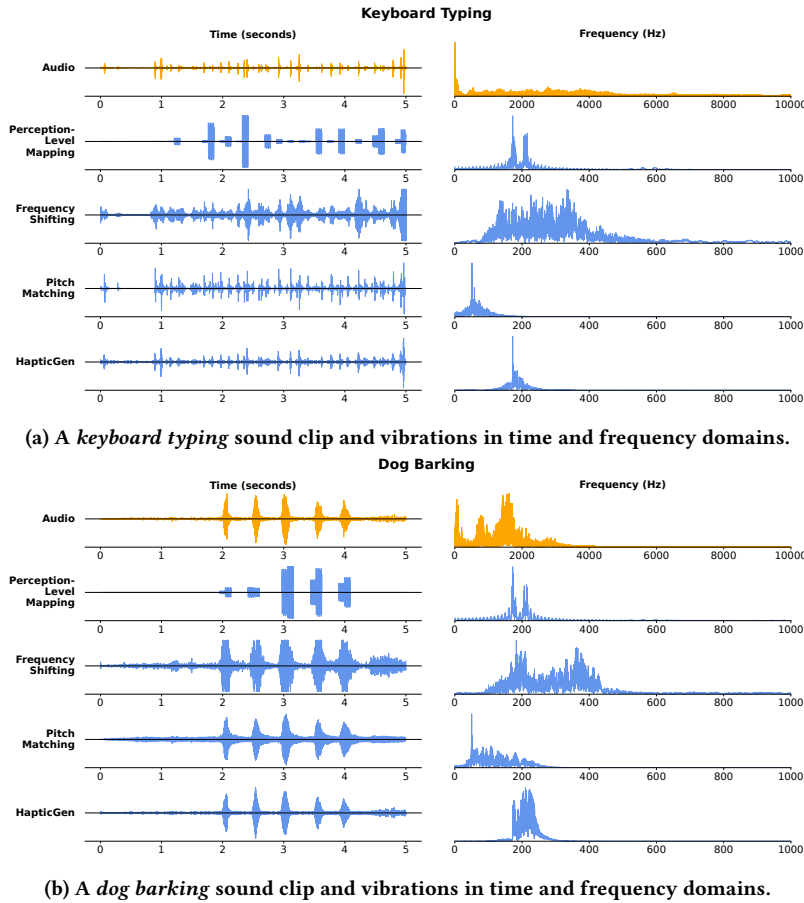 Keyboard Typing
Time (seconds) Frequency (Hz)
Audio
0 1 2 3 4 5 0 2000 4000 6000 8000 10000
Perception-
Level
Mapping
0 1 2 3 4 5 0 200 400 600 800 1000
Frequency
Shifting
0 1 2 3 4 5 0 200 400 600 800 1000
Pitch
Matching
0 1 2 3 4 5 0 200 400 600 800 1000
HapticGen
0 1 2 3 4 5 0 200 400 600 800 1000
(a) A keyboard typing sound clip and vibrations in time and frequency domains.
Dog Barking
Time (seconds) Frequency (Hz)
Audio
0 1 2 3 4 5 0 2000 4000 6000 8000 10000
Perception-
Level
Mapping
0 1 2 3 4 5 0 200 400 600 800 1000
Frequency
Shifting
0 1 2 3 4 5 0 200 400 600 800 1000
Pitch
Matching
0 1 2 3 4 5 0 200 400 600 800 1000
HapticGen
0 1 2 3 4 5 0 200 400 600 800 1000
(b) A dog barking sound clip and vibrations in time and frequency domains.